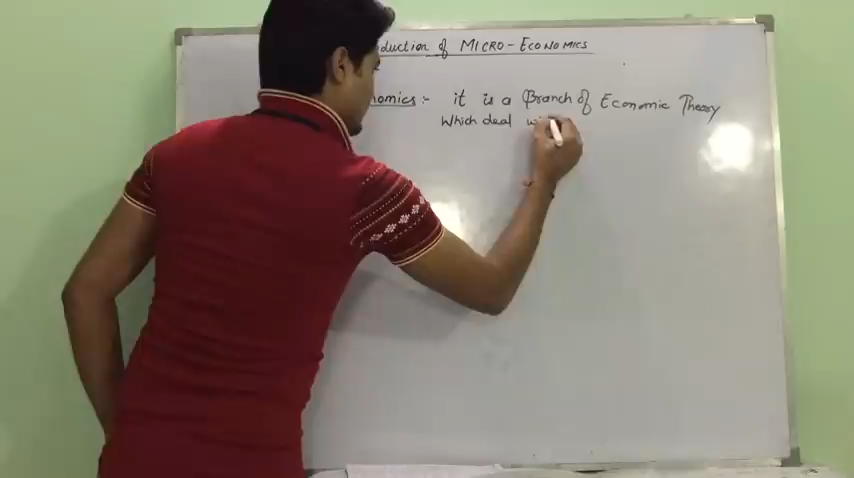 duction of MICRO-ECONOMICS
nomics :- it is a Branch of Economic Theory
Which deal